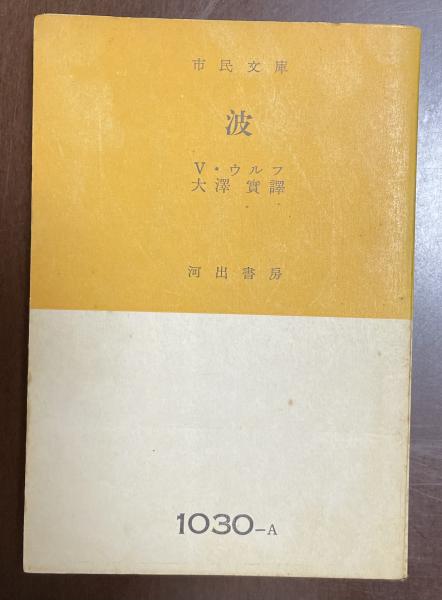 市民文庫
波
V・ウルフ
大澤 實譯
河出書房
1030-A